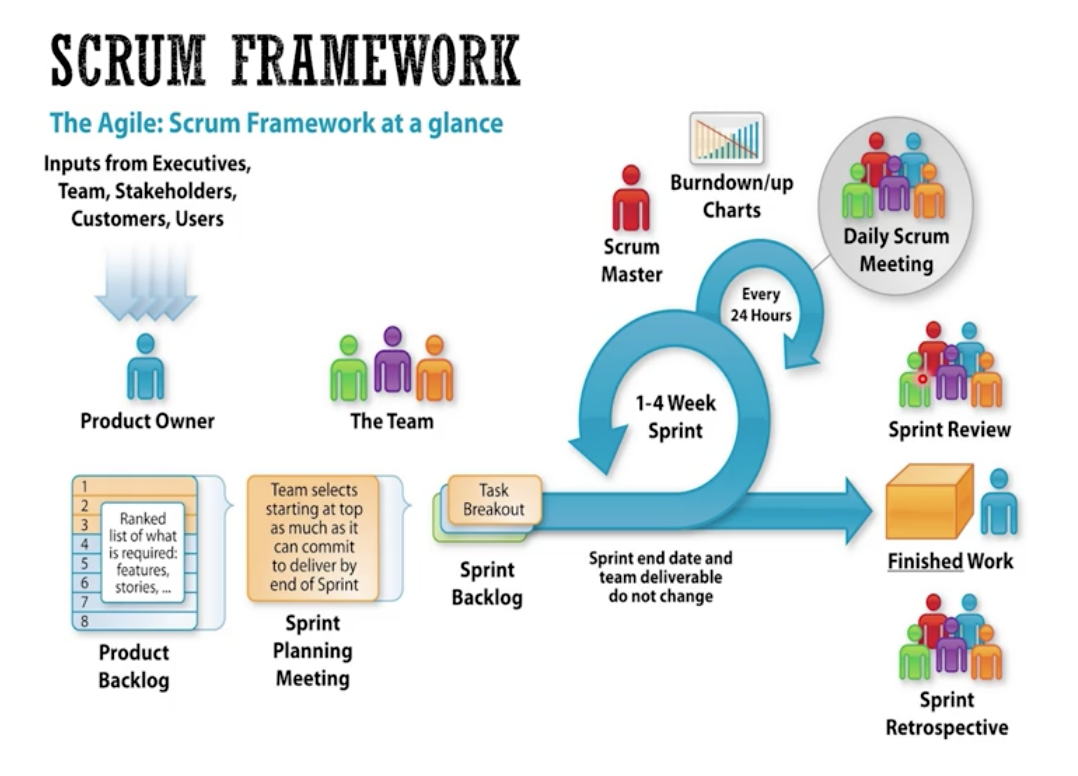 SCRUM FRAMEWORK
The Agile: Scrum Framework at a glance
Inputs from Executives,
Team, Stakeholders,
Customers, Users
Product Owner
The Team
Scrum
Master
Burndown/up
Charts
Daily Scrum
Meeting
Every
24 Hours
1-4 Week
Sprint
Sprint Review
1
2
3
4
5
6
7
8
Ranked
list of what
is required:
features,
stories, ...
Product
Backlog
Team selects
starting at top
as much as it
can commit
to deliver by
end of Sprint
Sprint
Planning
Meeting
Task
Breakout
Sprint
Backlog
Sprint end date and
team deliverable
do not change
Finished Work
Sprint
Retrospective